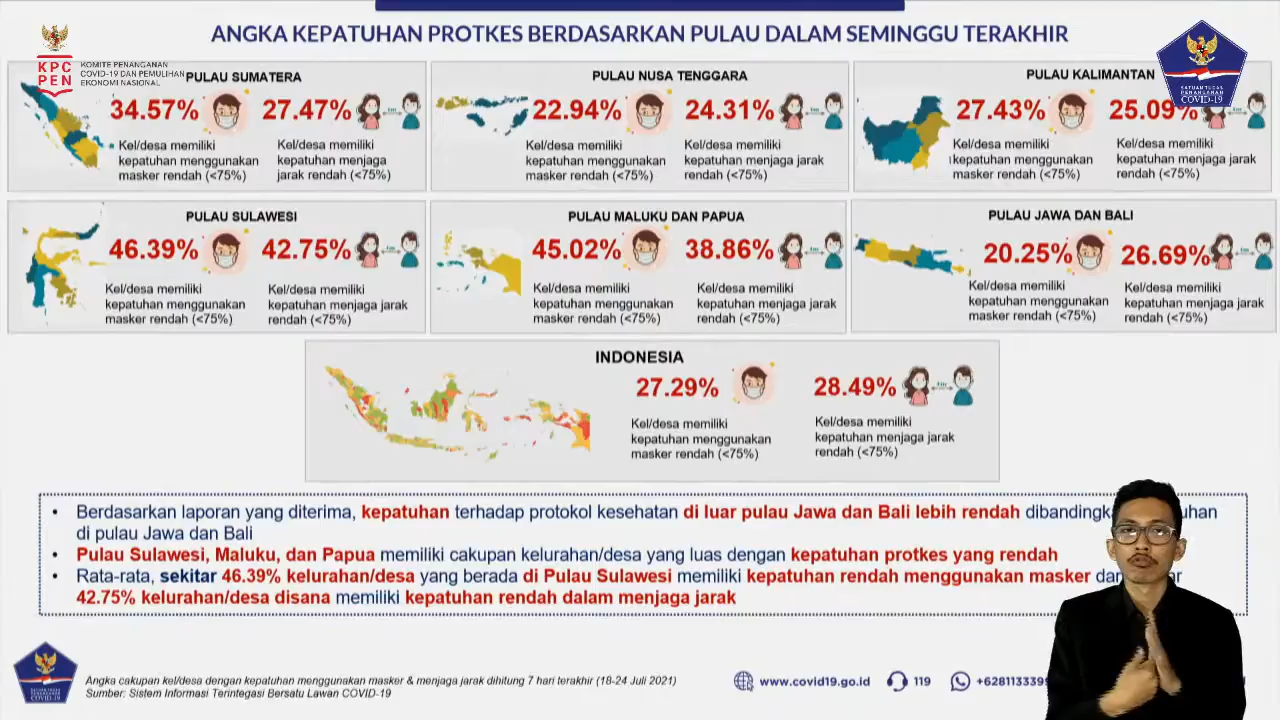 ANGKA KEPATUHAN PROTKES BERDASARKAN PULAU DALAM SEMINGGU TERAKHIR
KPC
PEN
KOMITE PENANGANAN
COVID-19 DAN PEMULIHAN
EKONOMI NASIONAL
SATUAN TUGAS
PENANGANAN
COVID-19
PULAU SUMATERA
34.57% 27.47%
Kel/desa memiliki
kepatuhan menggunakan
masker rendah (<75%)
Kel/desa memiliki
kepatuhan menjaga
jarak rendah (<75%)
PULAU NUSA TENGGARA
22.94% 24.31%
Kel/desa memiliki
kepatuhan menggunakan
masker rendah (<75%)
Kel/desa memiliki
kepatuhan menjaga jarak
rendah (<75%)
PULAU KALIMANTAN
27.43% 25.09%
Kel/desa memiliki
kepatuhan menggunakan
masker rendah (<75%)
Kel/desa memiliki
kepatuhan menjaga jarak
rendah (<75%)
PULAU SULAWESI
46.39% 42.75%
Kel/desa memiliki
kepatuhan menggunakan
masker rendah (<75%)
Kel/desa memiliki
kepatuhan menjaga jarak
rendah (<75%)
PULAU MALUKU DAN PAPUA
45.02% 38.86%
Kel/desa memiliki
kepatuhan menggunakan
masker rendah (<75%)
Kel/desa memiliki
kepatuhan menjaga jarak
rendah (<75%)
PULAU JAWA DAN BALI
20.25% 26.69%
Kel/desa memiliki
kepatuhan menggunakan
masker rendah (<75%)
Kel/desa memiliki
kepatuhan menjaga jarak
rendah (<75%)
INDONESIA
27.29% 28.49%
Kel/desa memiliki
kepatuhan menggunakan
masker rendah (<75%)
Kel/desa memiliki
kepatuhan menjaga jarak
rendah (<75%)
• Berdasarkan laporan yang diterima, kepatuhan terhadap protokol kesehatan di luar pulau Jawa dan Bali lebih rendah
di pulau Jawa dan Bali
• Pulau Sulawesi, Maluku, dan Papua memiliki cakupan kelurahan/desa yang luas dengan kepatuhan protkes yang rendah
• Rata-rata, sekitar 46.39% kelurahan/desa yang berada di Pulau Sulawesi memiliki kepatuhan rendah menggunakan masker
42.75% kelurahan/desa disana memiliki kepatuhan rendah dalam menjaga jarak
Angka cakupan kel/desa dengan kepatuhan menggunakan masker & menjaga jarak dihitung 7 hari terakhir (18-24 Juli 2021)
Sumber: Sistem Informasi Terintegasi Bersatu Lawan COVID-19
www.covid19.go.id 119 +6281133399